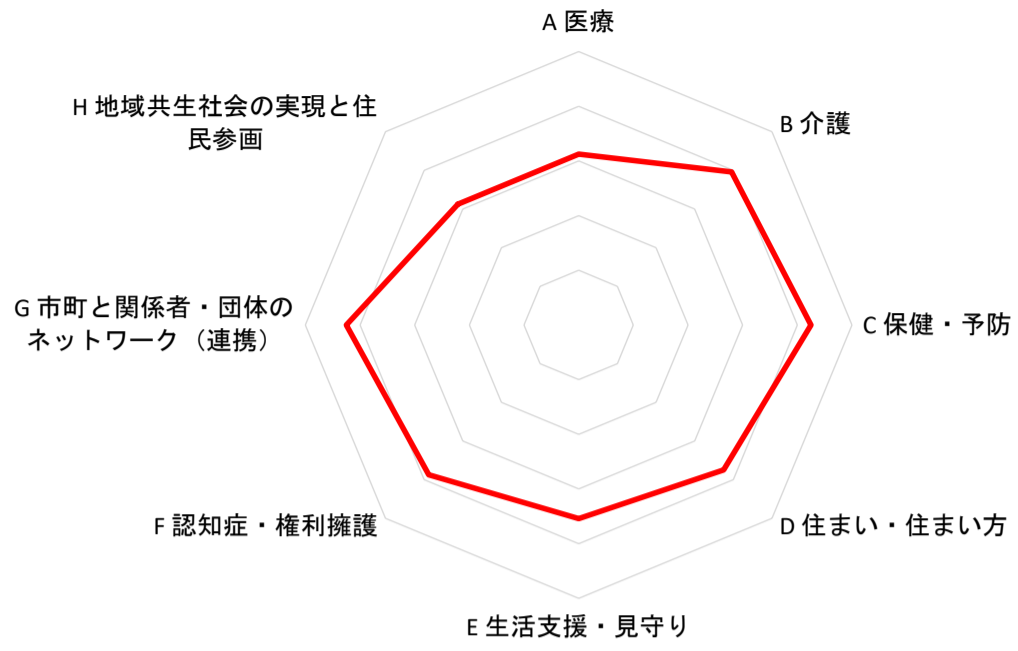 A 医療
B 介護
C 保健・予防
D 住まい・住まい方
E 生活支援・見守り
F 認知症・権利擁護
G 市町と関係者・団体の
ネットワーク（連携）
H 地域共生社会の実現と住
民参画